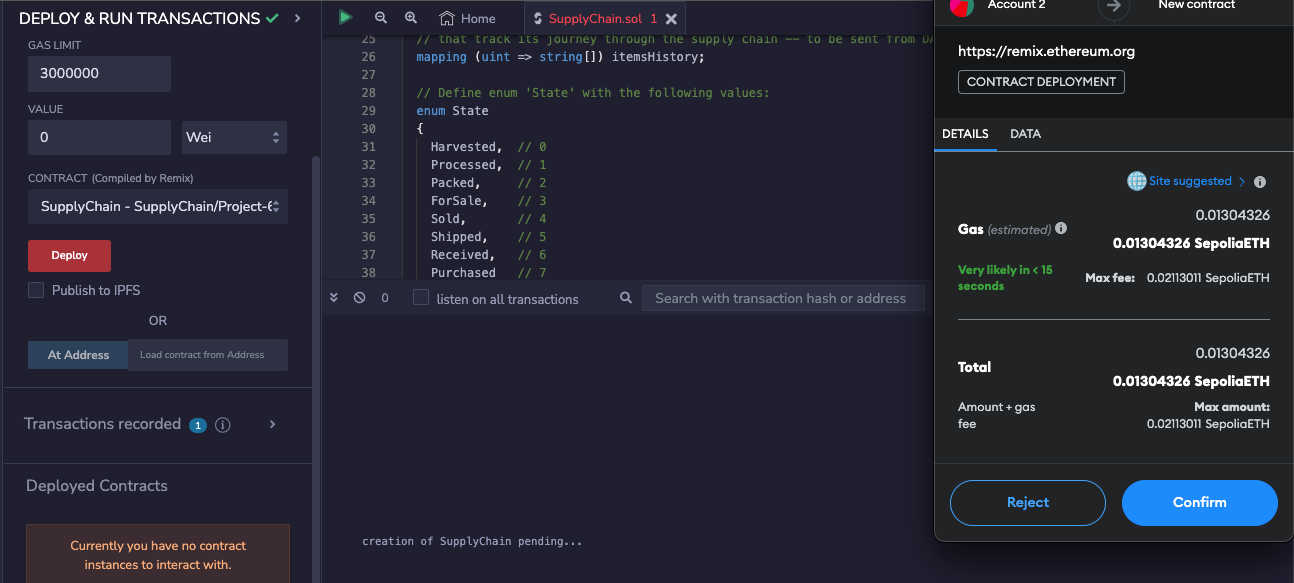 DEPLOY & RUN TRANSACTIONS
GAS LIMIT
3000000
VALUE
0
Wei
CONTRACT (Compiled by Remix)
SupplyChain - SupplyChain/Project-6
Deploy
Publish to IPFS
OR
At Address
Load contract from Address
Transactions recorded 1
Deployed Contracts
Currently you have no contract
instances to interact with.
Home
SupplyChain.sol 1
25 // that track its journey through the supply chain -- to be sent from DA
26 mapping (uint => string[]) itemsHistory;
27
28 // Define enum 'State' with the following values:
29 enum State
30 {
31 Harvested, // 0
32 Processed, // 1
33 Packed, // 2
34 ForSale, // 3
35 Sold, // 4
36 Shipped, // 5
37 Received, // 6
38 Purchased // 7
0
listen on all transactions
Search with transaction hash or address
creation of SupplyChain pending...
Account 2
New contract
https://remix.ethereum.org
CONTRACT DEPLOYMENT
DETAILS
DATA
Site suggested
0.01304326
Gas (estimated)
0.01304326 SepoliaETH
Very likely in < 15
seconds
Max fee: 0.02113011 SepoliaETH
0.01304326
Total
0.01304326 SepoliaETH
Amount + gas
fee
Max amount:
0.02113011 SepoliaETH
Reject
Confirm